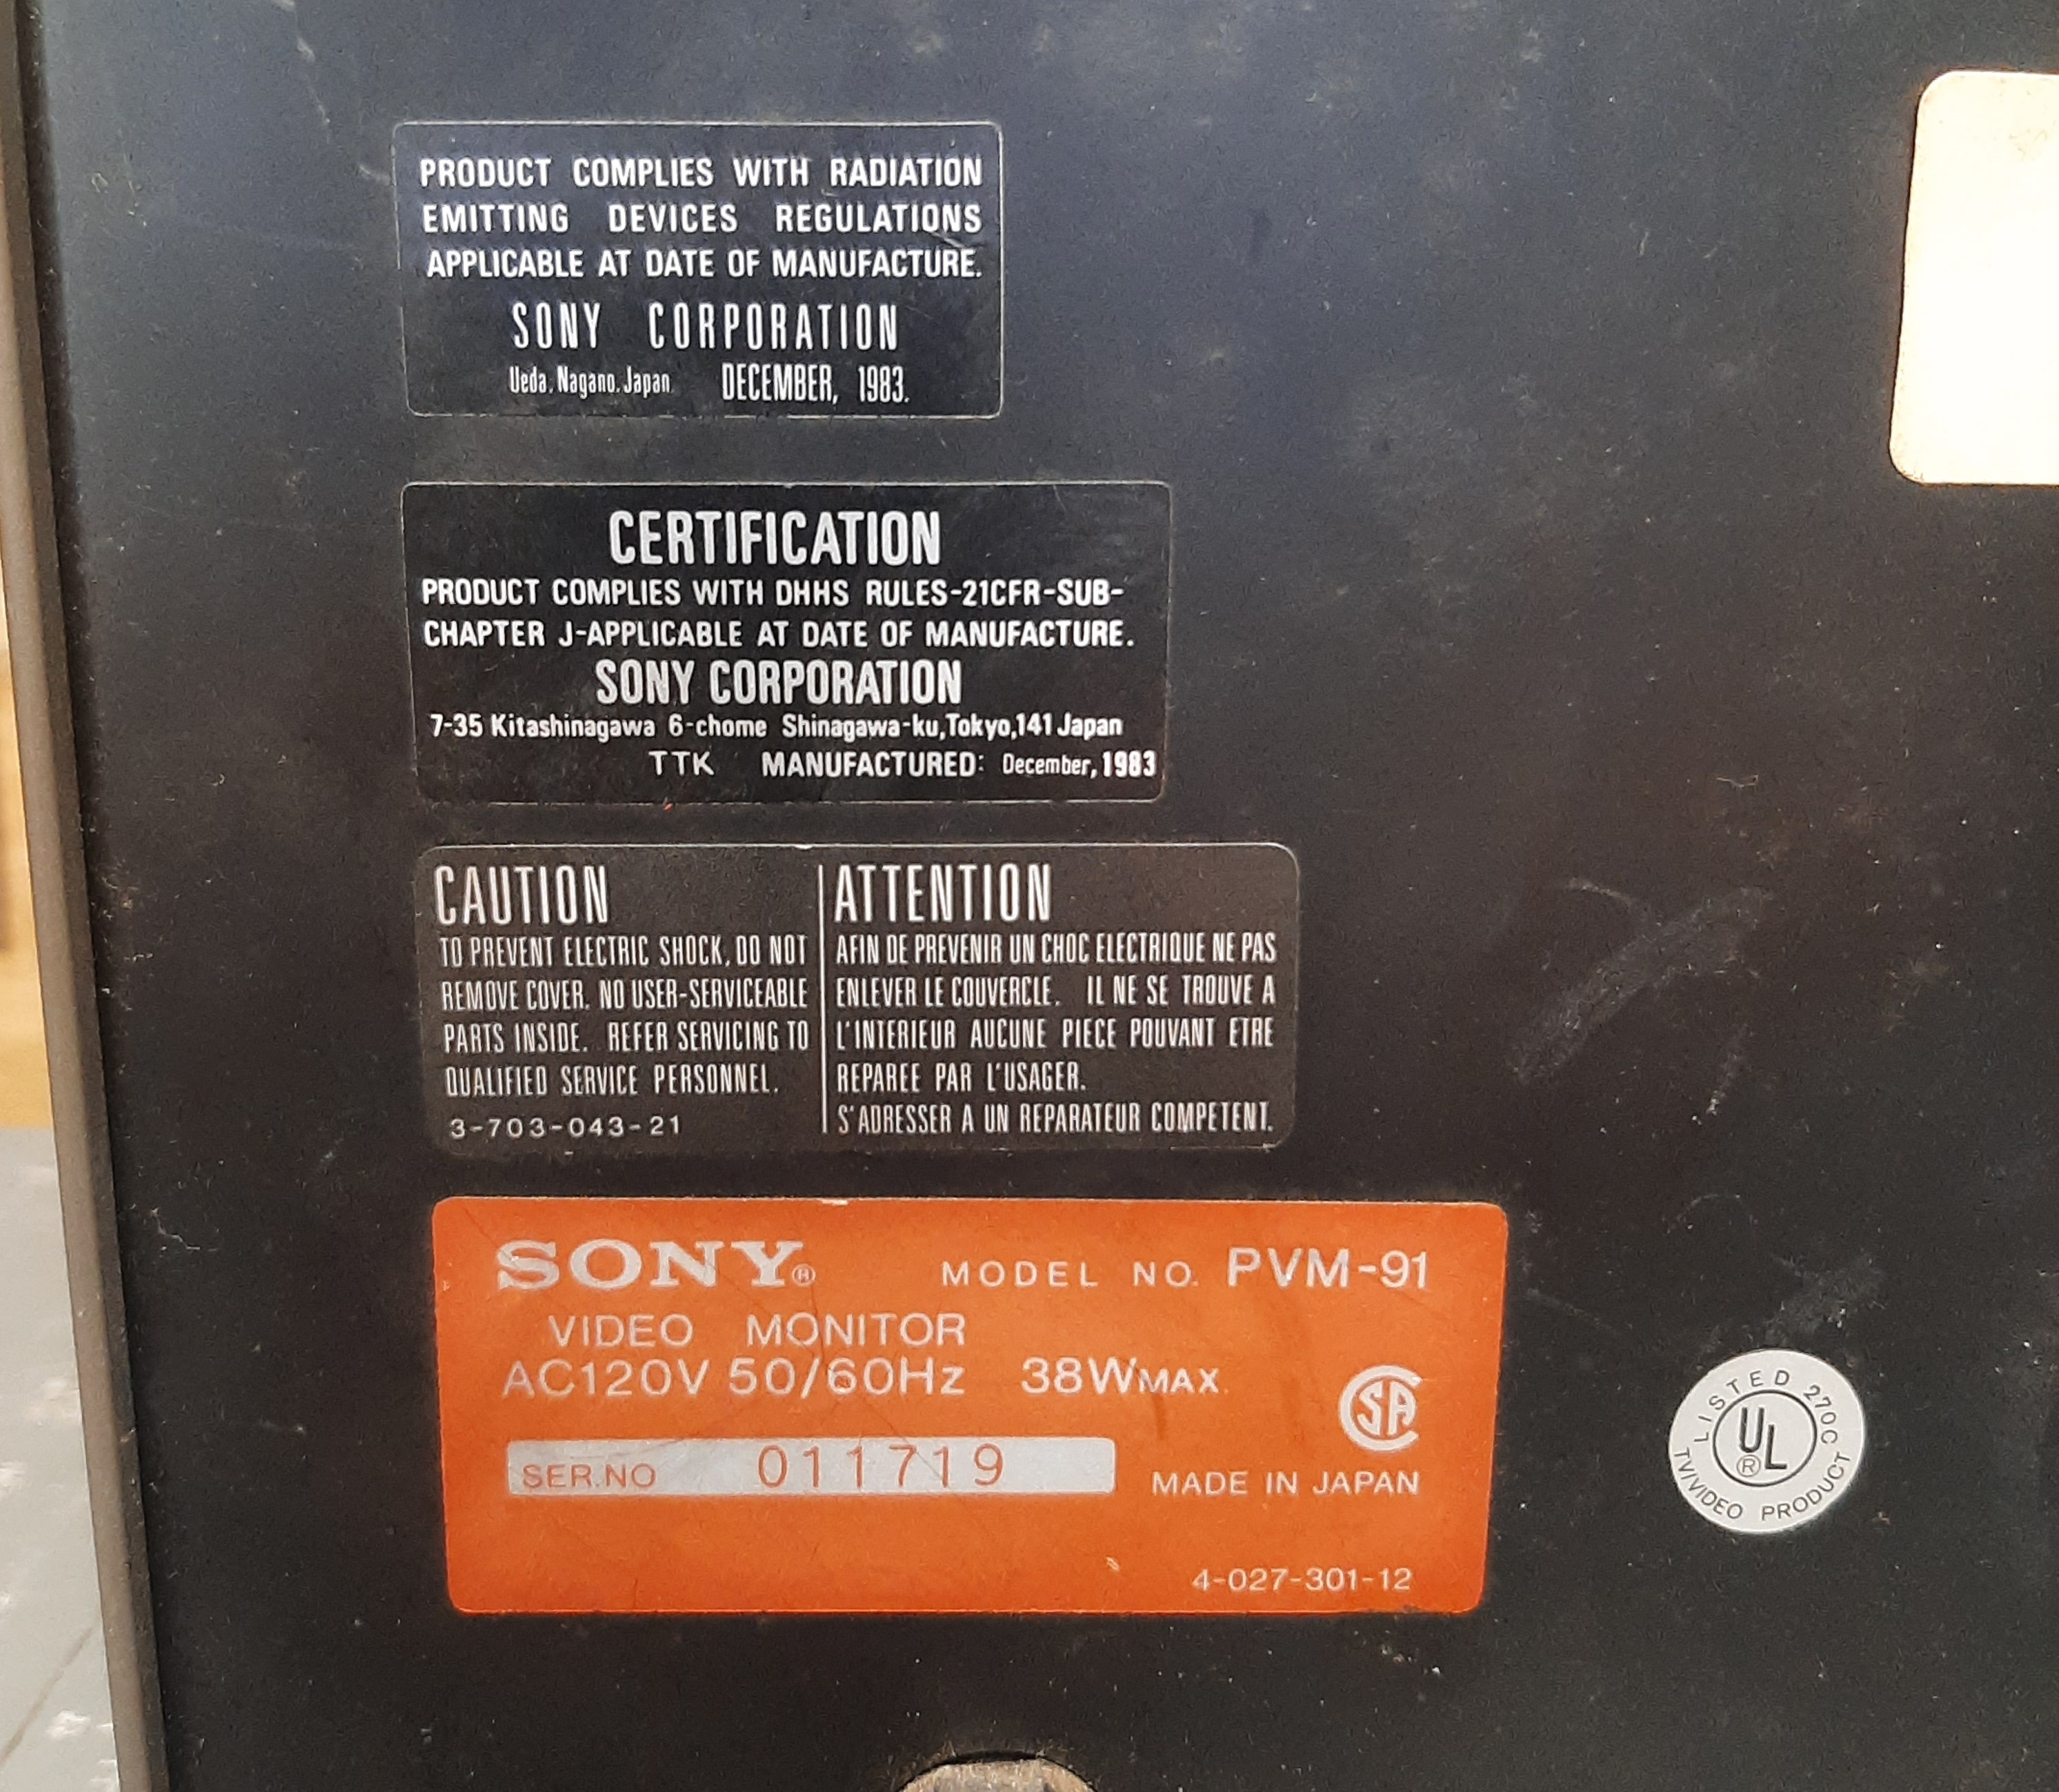 PRODUCT COMPLIES WITH RADIATION
EMITTING DEVICES REGULATIONS
APPLICABLE AT DATE OF MANUFACTURE.
SONY CORPORATION
Ueda, Nagano, Japan DECEMBER, 1983.
CERTIFICATION
PRODUCT COMPLIES WITH DHHS RULES-21CFR-SUB-
CHAPTER J-APPLICABLE AT DATE OF MANUFACTURE.
SONY CORPORATION
7-35 Kitashinagawa 6-chome Shinagawa-ku, Tokyo, 141 Japan
TTK MANUFACTURED: December, 1983
CAUTION
TO PREVENT ELECTRIC SHOCK, DO NOT
REMOVE COVER. NO USER-SERVICEABLE
PARTS INSIDE. REFER SERVICING TO
QUALIFIED SERVICE PERSONNEL.
3-703-043-21
ATTENTION
AFIN DE PREVENIR UN CHOC ELECTRIQUE NE PAS
ENLEVER LE COUVERCLE. IL NE SE TROUVE A
L'INTERIEUR AUCUNE PIECE POUVANT ETRE
REPAREE PAR L'USAGER.
S'ADRESSER A UN REPARATEUR COMPETENT.
SONY® MODEL NO. PVM-91
VIDEO MONITOR
AC120V 50/60Hz 38WMAX.
SA
SER.NO 011719
MADE IN JAPAN
4-027-301-12
LISTED 270C
UL®
TV/VIDEO PRODUCT